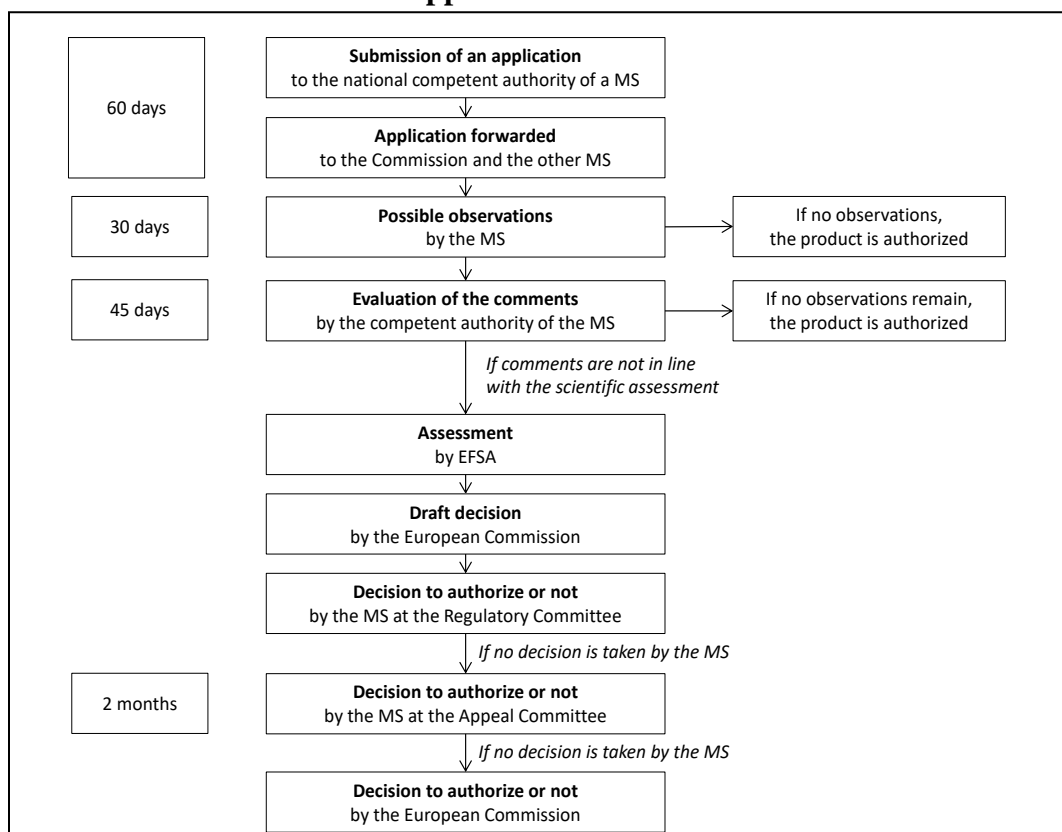 60 days
Submission of an application
to the national competent authority of a MS
Application forwarded
to the Commission and the other MS
30 days
Possible observations
by the MS
If no observations,
the product is authorized
45 days
Evaluation of the comments
by the competent authority of the MS
If no observations remain,
the product is authorized
If comments are not in line
with the scientific assessment
Assessment
by EFSA
Draft decision
by the European Commission
Decision to authorize or not
by the MS at the Regulatory Committee
If no decision is taken by the MS
2 months
Decision to authorize or not
by the MS at the Appeal Committee
If no decision is taken by the MS
Decision to authorize or not
by the European Commission